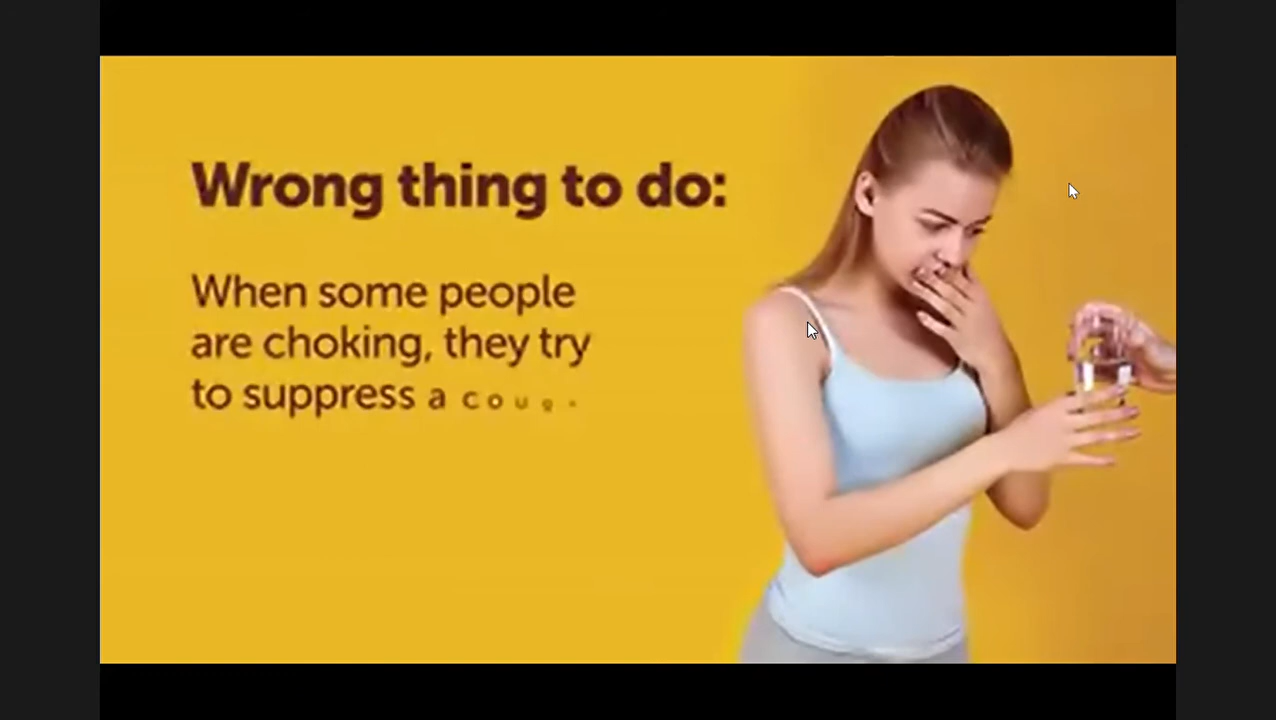 Wrong thing to do:
When some people
are choking, they try
to suppress a